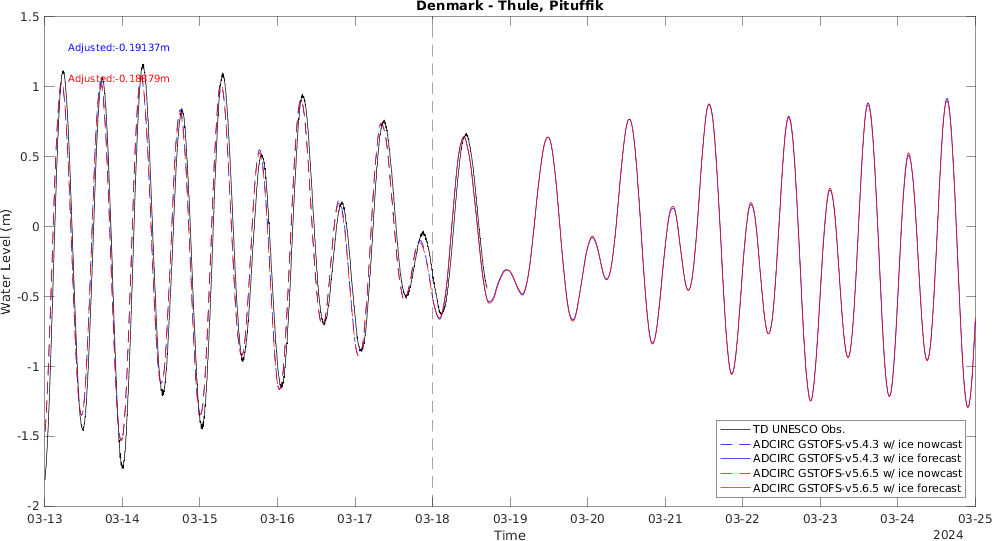 Denmark - Thule, Pituffik
Adjusted:-0.19137m
Adjusted:-0.18879m
Water Level (m)
1.5
1
0.5
0
-0.5
-1
-1.5
-2
TD UNESCO Obs.
ADCIRC GSTOFS-v5.4.3 w/ ice nowcast
ADCIRC GSTOFS-v5.4.3 w/ ice forecast
ADCIRC GSTOFS-v5.6.5 w/ ice nowcast
ADCIRC GSTOFS-v5.6.5 w/ ice forecast
03-13 03-14 03-15 03-16 03-17 03-18 03-19 03-20 03-21 03-22 03-23 03-24 03-25
Time
2024